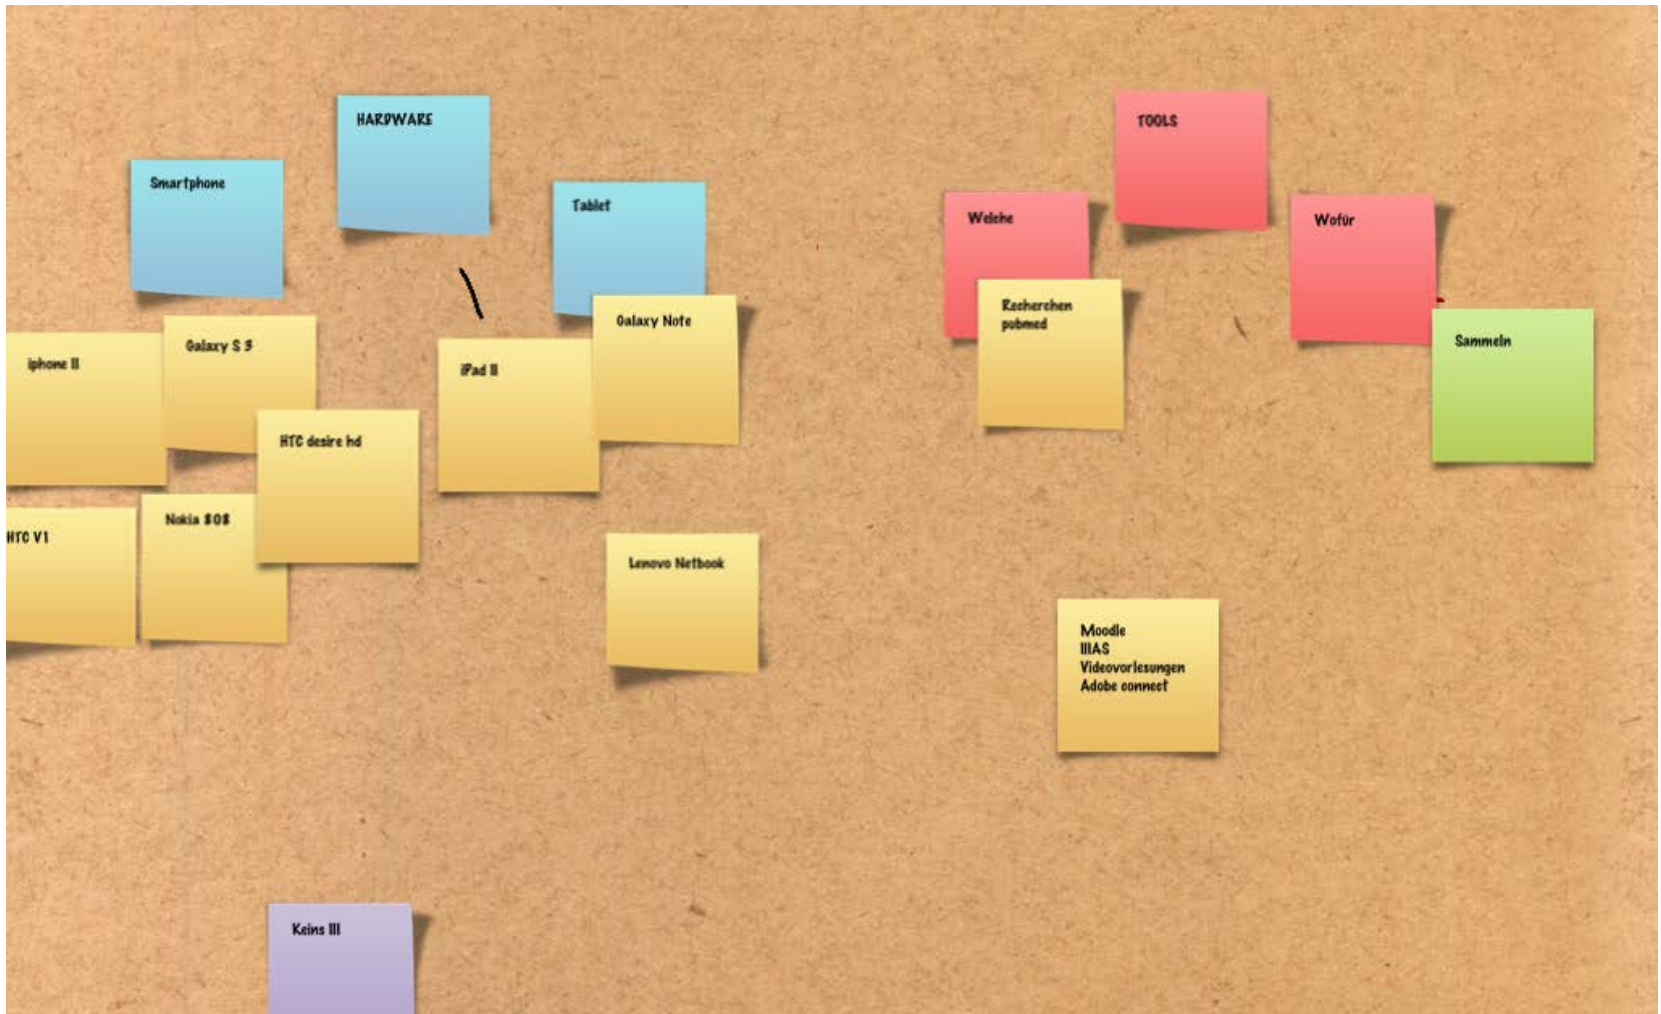 HARDWARE
Smartphone
Tablet
iphone II
Galaxy S 3
HTC desire hd
iPad II
Galaxy Note
HTC V1
Nokia 808
Lenovo Netbook
Keins III
TOOLS
Welche
Wofür
Recherchen
pubmed
Sammeln
Moodle
IIIAS
Videovorlesungen
Adobe connect